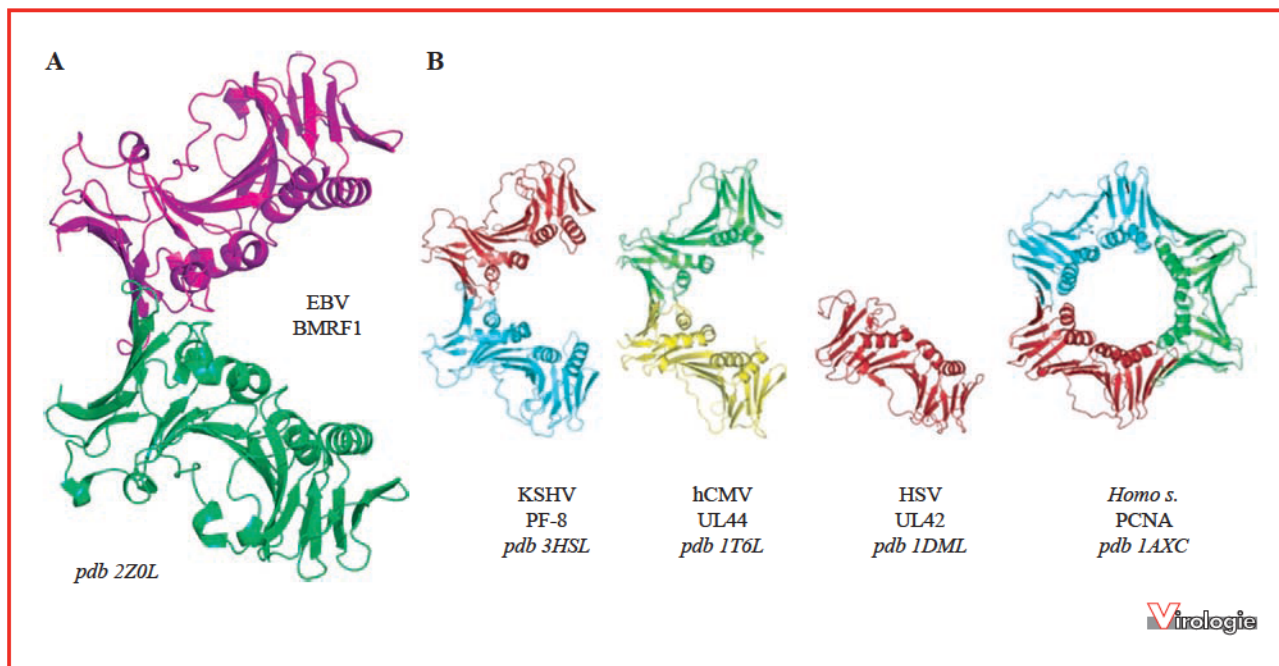 A
B
EBV
BMRF1
pdb 2Z0L
KSHV
PF-8
pdb 3HSL
hCMV
UL44
pdb 1T6L
HSV
UL42
pdb 1DML
Homo s.
PCNA
pdb 1AXC
Virologie